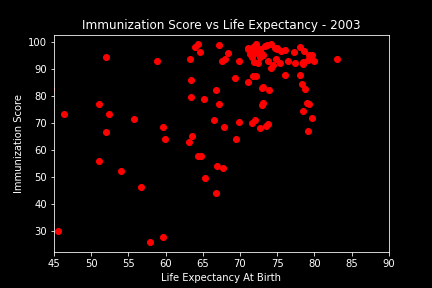 Immunization Score vs Life Expectancy - 2003
100
90
80
70
60
50
40
30
Immunization Score
45 50 55 60 65 70 75 80 85 90
Life Expectancy At Birth